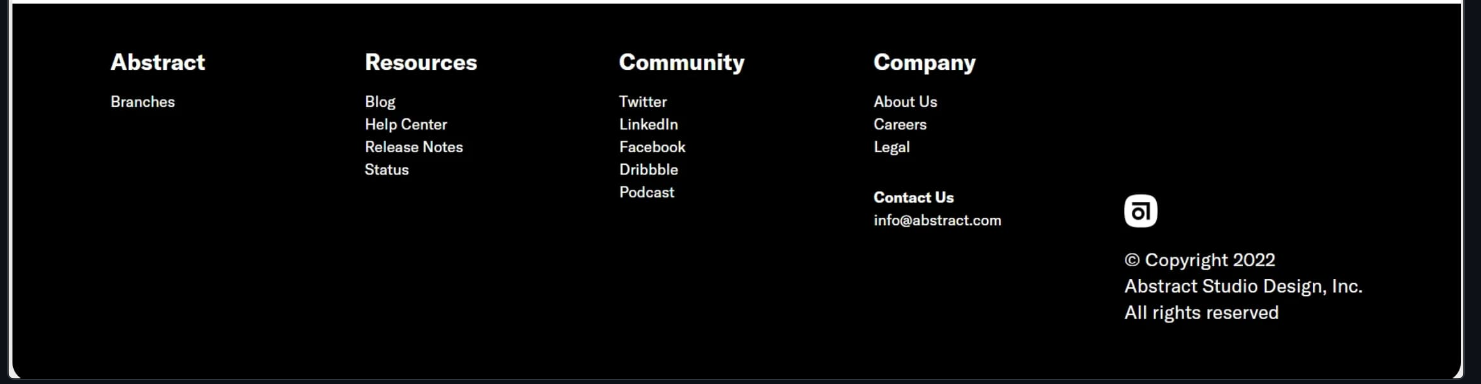 Abstract
Branches
Resources
Blog
Help Center
Release Notes
Status
Community
Twitter
LinkedIn
Facebook
Dribbble
Podcast
Company
About Us
Careers
Legal
Contact Us
info@abstract.com
© Copyright 2022
Abstract Studio Design, Inc.
All rights reserved